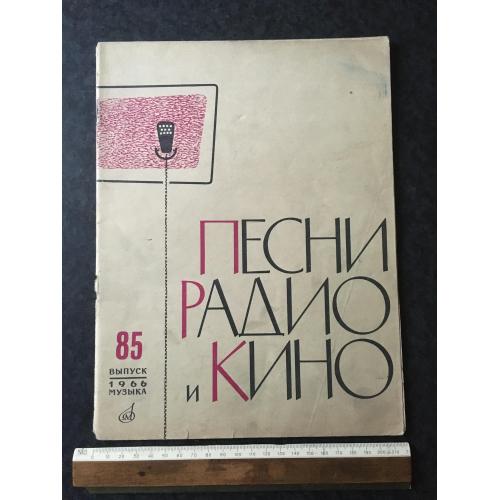 ПЕСНИ
РАДИО
и КИНО
85
ВЫПУСК
1966
МУЗЫКА